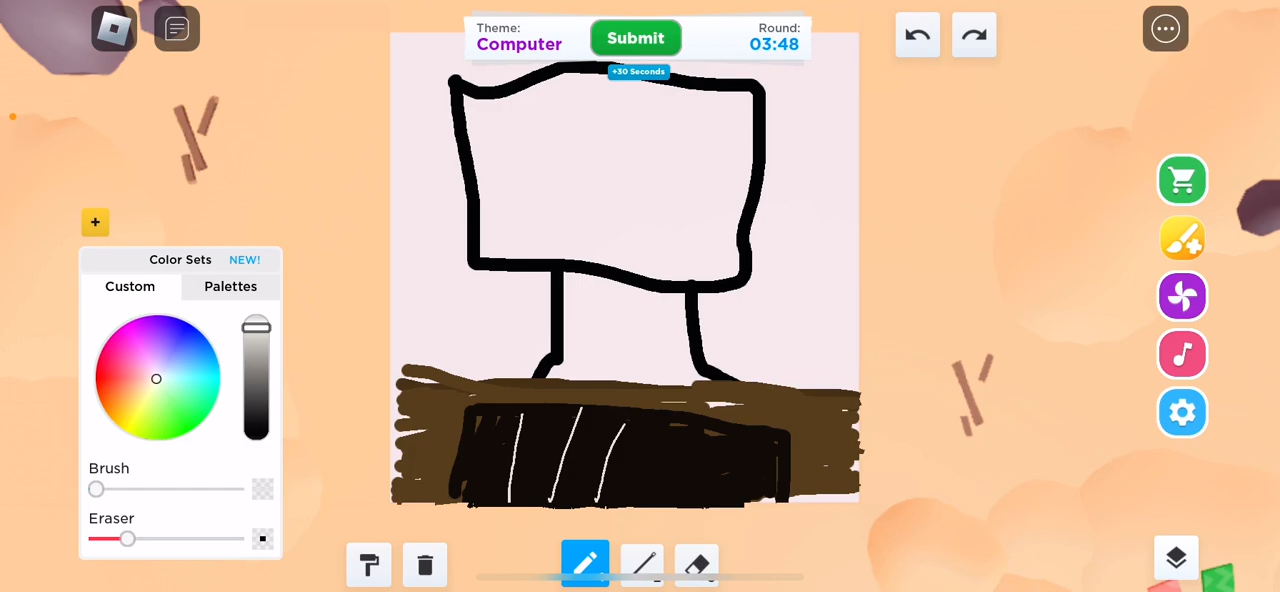 Theme:
Computer
Submit
Round:
03:48
+30 Seconds
+
Color Sets NEW!
Custom Palettes
Brush
Eraser